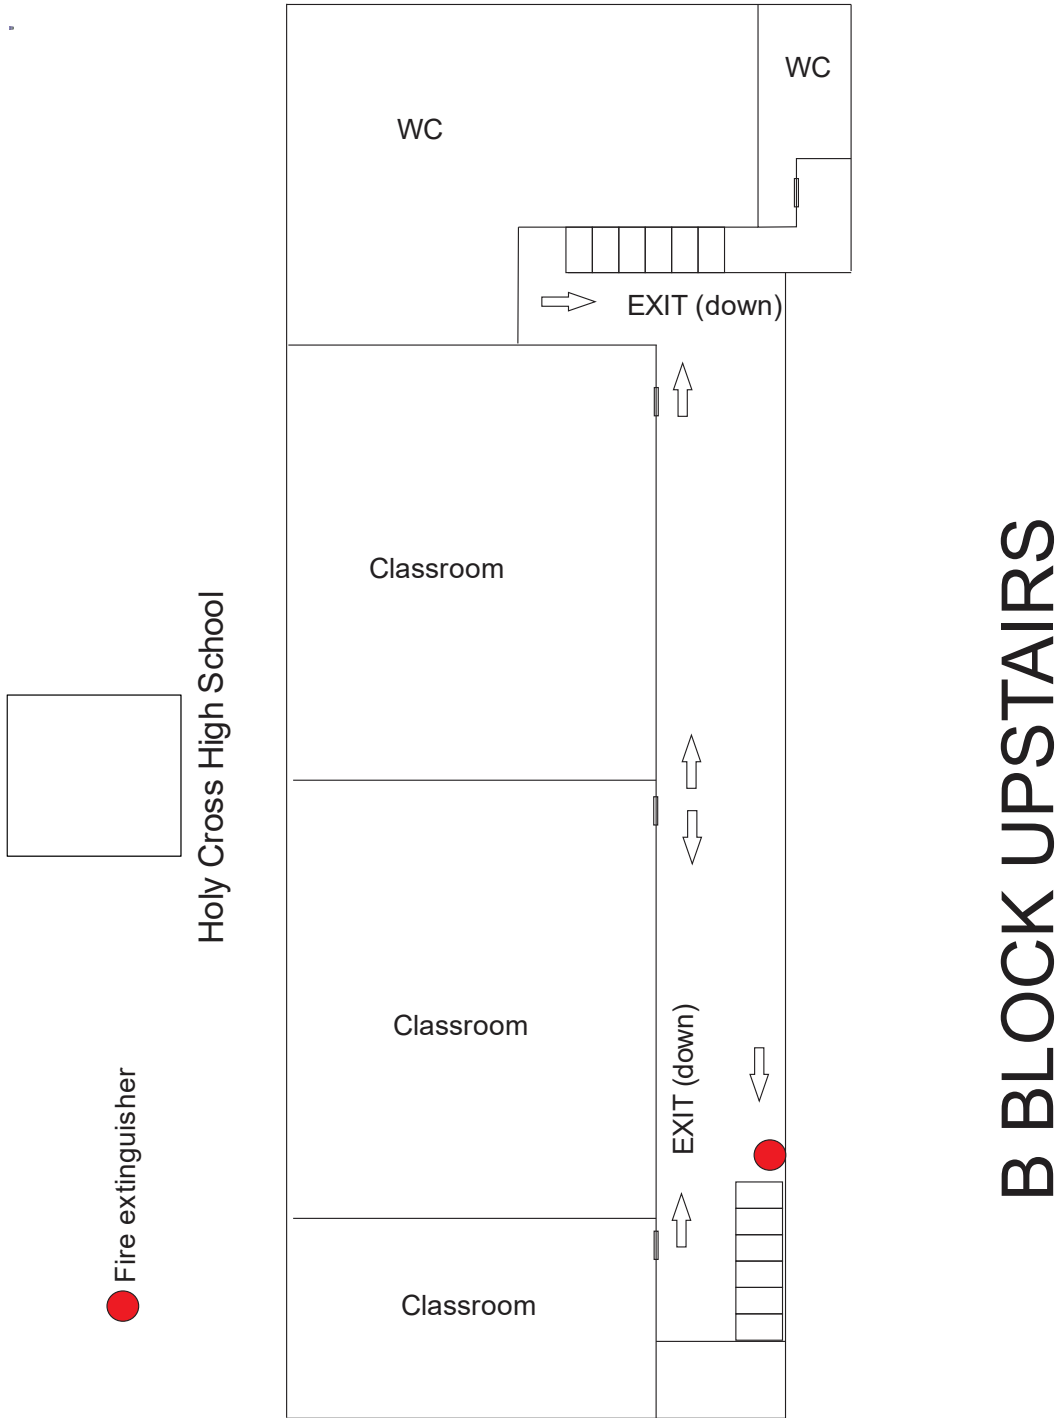 WC
WC
EXIT (down)
Classroom
Holy Cross High School
B BLOCK UPSTAIRS
Classroom
EXIT (down)
Fire extinguisher
Classroom